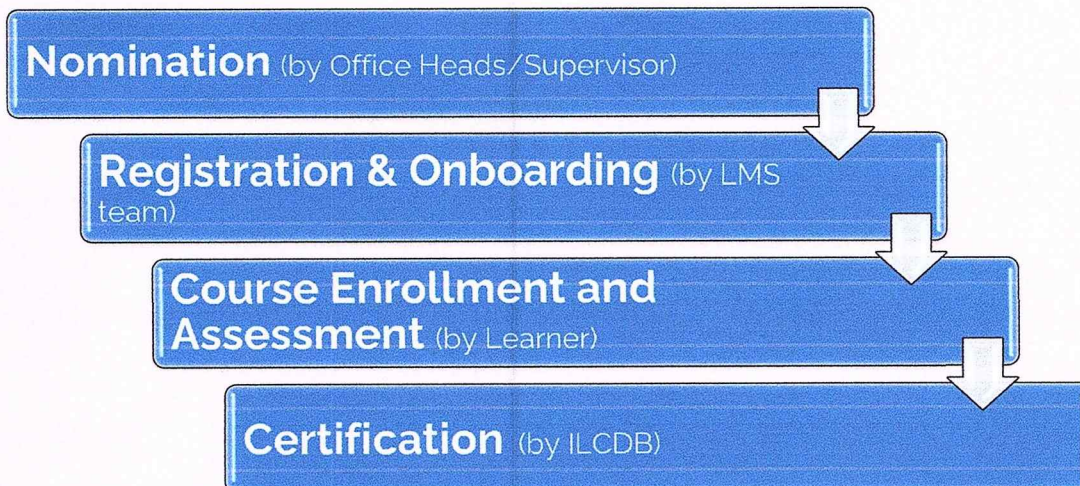 Nomination (by Office Heads/Supervisor)
Registration & Onboarding (by LMS
team)
Course Enrollment and
Assessment (by Learner)
Certification (by ILCDB)